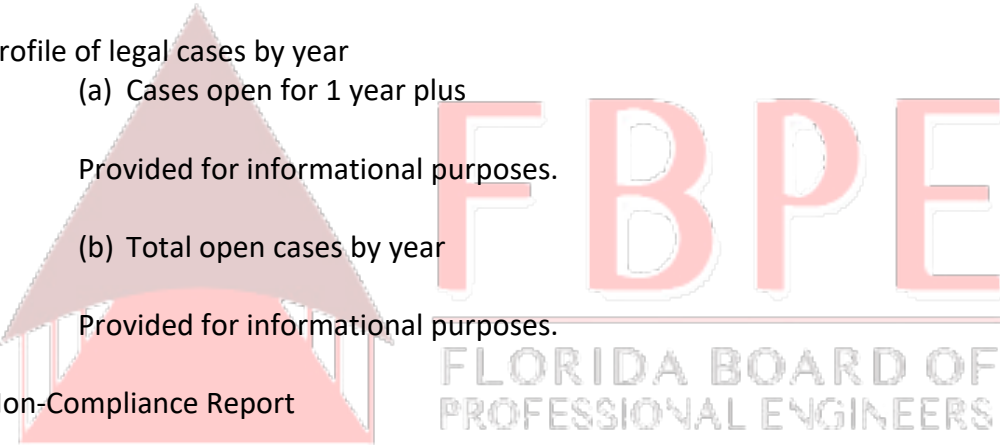 rofile of legal cases by year
(a) Cases open for 1 year plus
Provided for informational purposes.
(b) Total open cases by year
Provided for informational purposes.
on-Compliance Report
FBPE
FLORIDA BOARD OF
PROFESSIONAL ENGINEERS